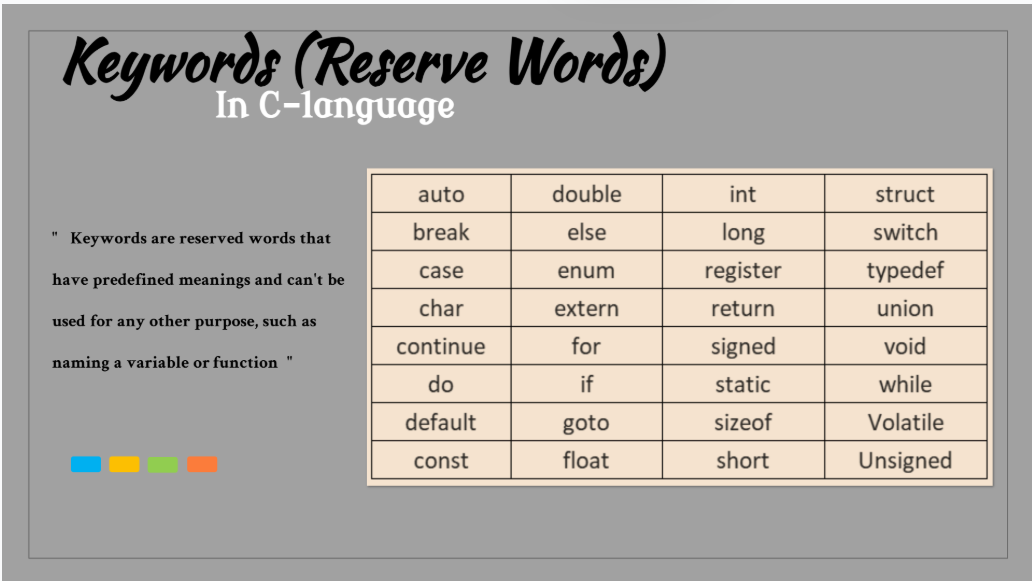 Keywords (Reserve Words)
In C-language
" Keywords are reserved words that
have predefined meanings and can't be
used for any other purpose, such as
naming a variable or function "
auto double int struct
break else long switch
case enum register typedef
char extern return union
continue for signed void
do if static while
default goto sizeof Volatile
const float short Unsigned